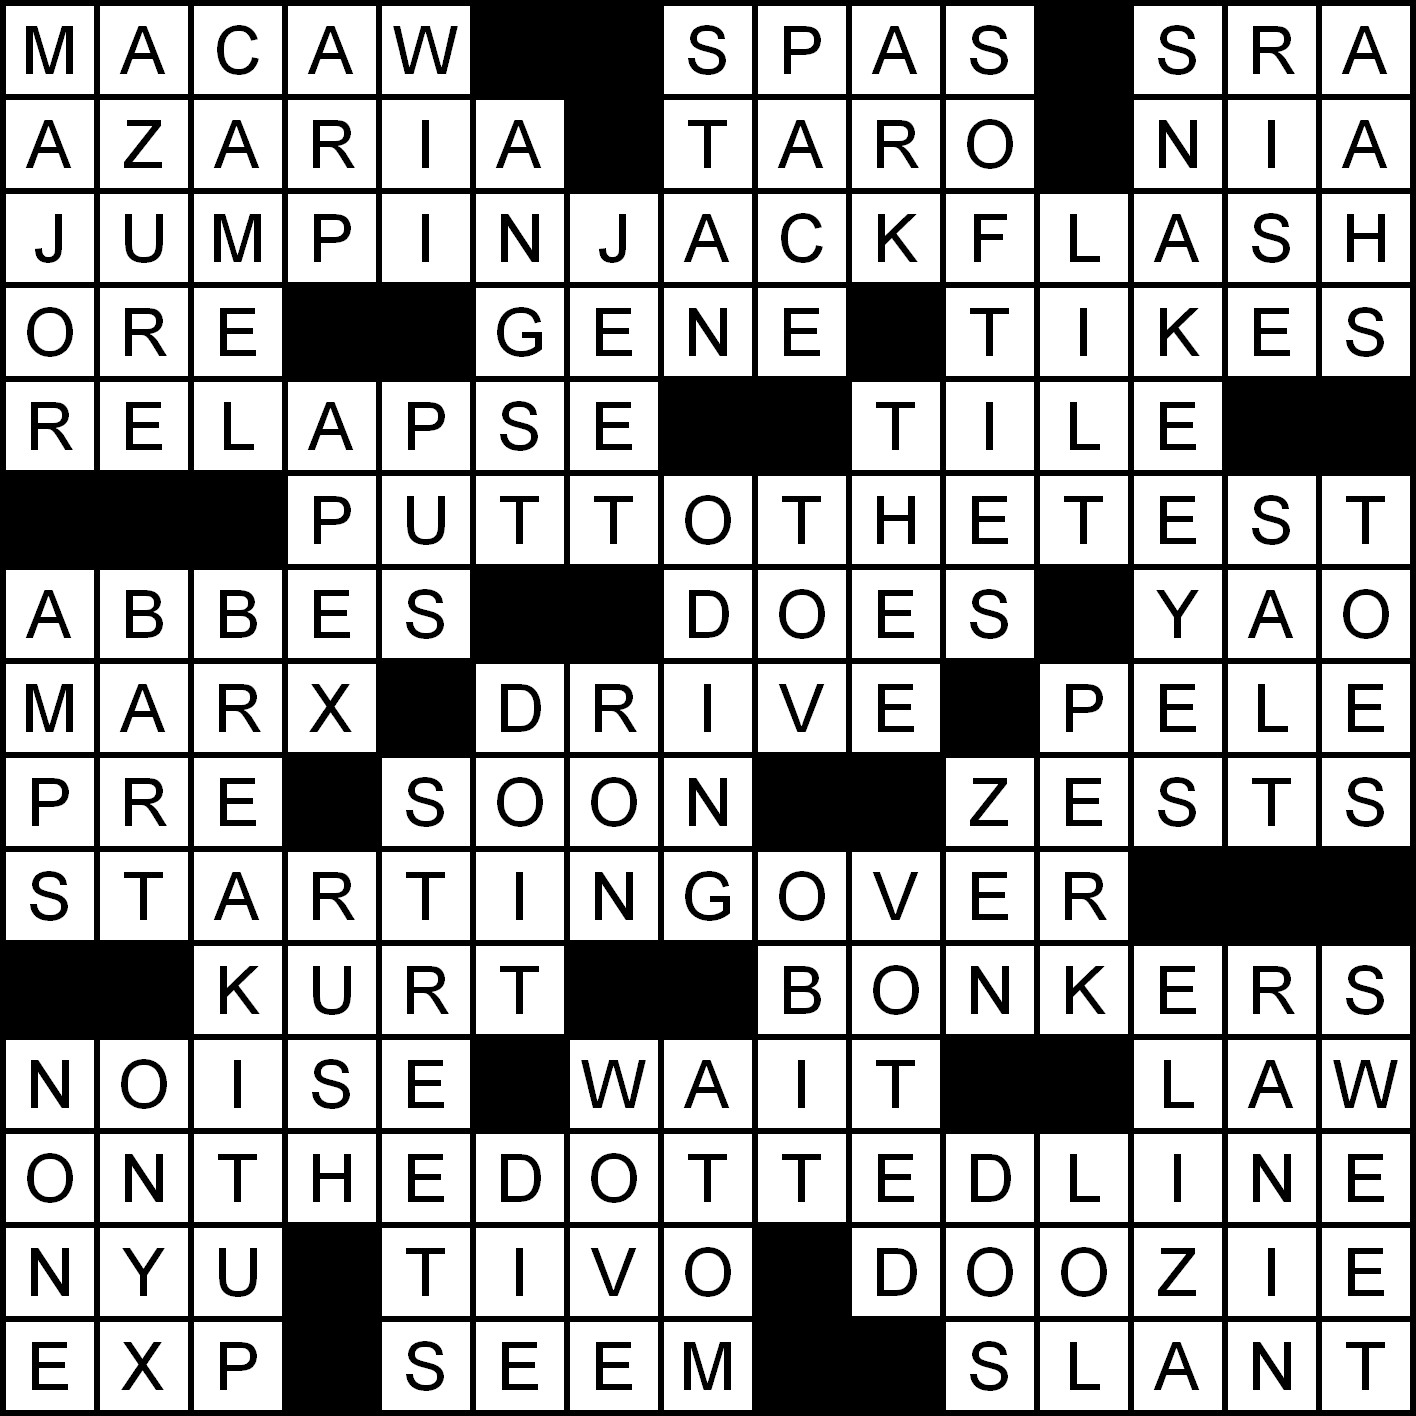 MACAW SPAS SRA
AZARIA TARO NIA
JUMPINJACKFLASH
ORE GENE TIKES
RELAPSE TILE
PUTTOTHETEST
ABBES DOES YAO
MARX DRIVE PELE
PRE SOON ZESTS
STARTINGOVER
KURT BONKERS
NOISE WAIT LAW
ONTHEDOTTEDLINE
NYU TIVO DOOZIE
EXP SEEM SLANT